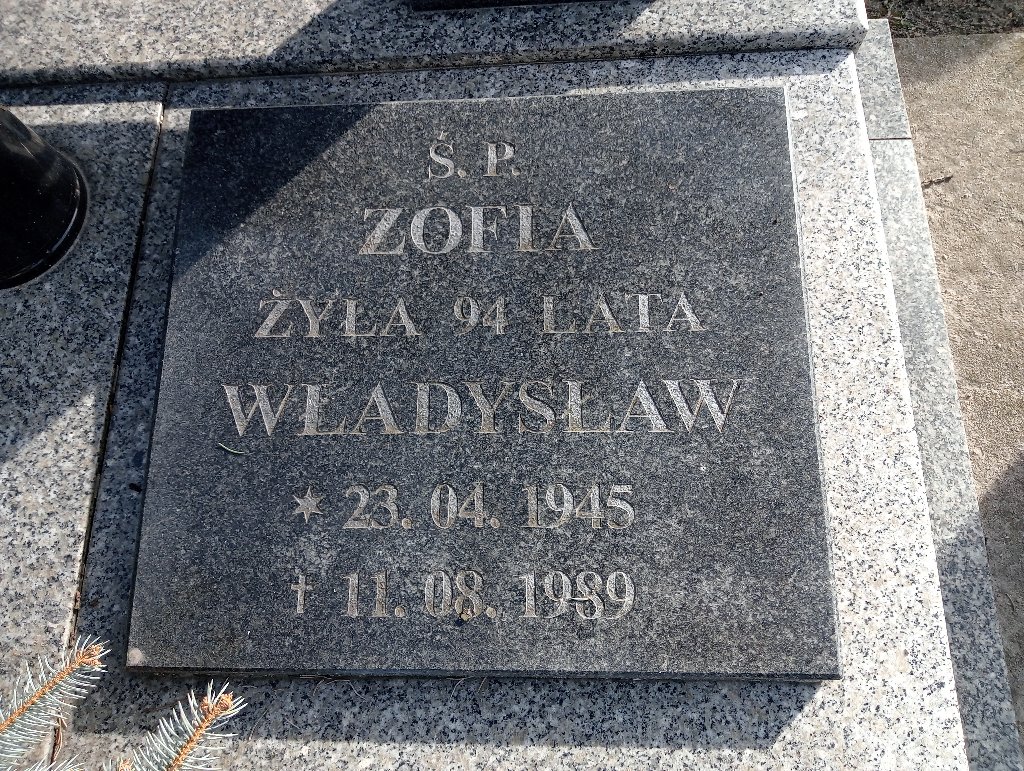 Ś. P.
ZOFIA
ŻYŁA 94 LATA
WŁADYSŁAW
* 23. 04. 1945
† 11. 08. 1989